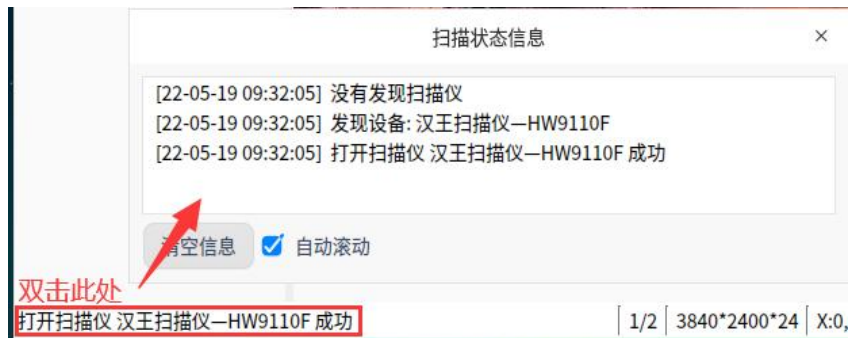 扫描状态信息
[22-05-19 09:32:05] 没有发现扫描仪
[22-05-19 09:32:05] 发现设备: 汉王扫描仪—HW9110F
[22-05-19 09:32:05] 打开扫描仪 汉王扫描仪—HW9110F 成功
清空信息 自动滚动
双击此处
打开扫描仪 汉王扫描仪—HW9110F 成功 1/2 3840*2400*24 X:0,